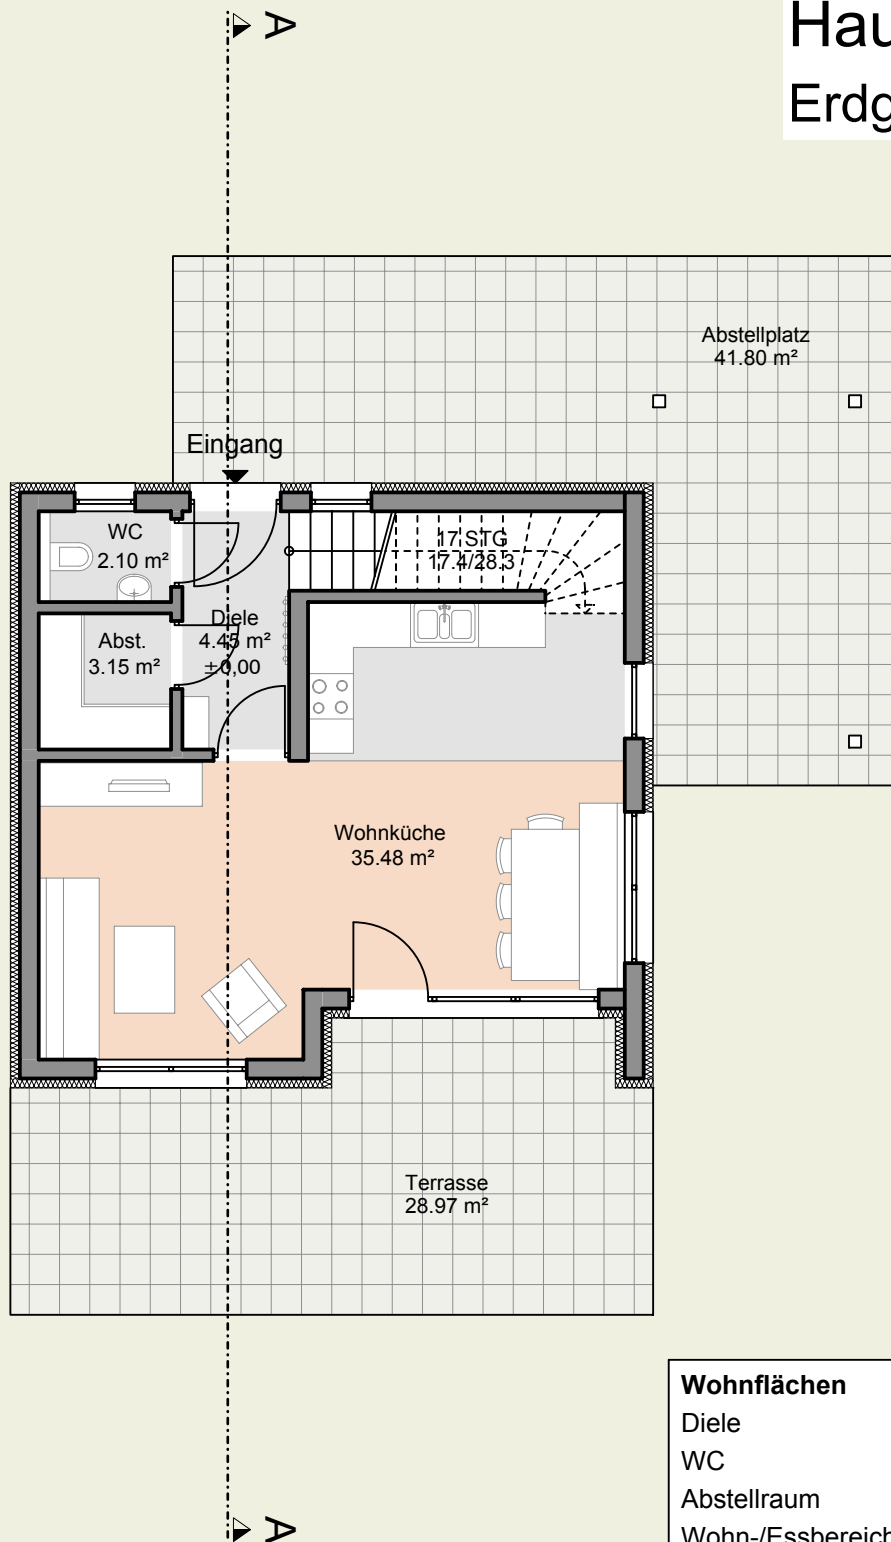 A
Hau
Erdg
Abstellplatz
41.80 m²
Eingang
WC
2.10 m²
17 STG
17.4/28.3
Diele
4.45 m²
±0,00
Abst.
3.15 m²
Wohnküche
35.48 m²
Terrasse
28.97 m²
Wohnflächen
Diele
WC
Abstellraum
Wohn-/Essbereich
A